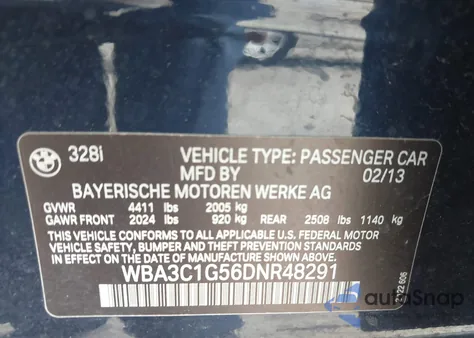 328i VEHICLE TYPE: PASSENGER CAR
MFD BY 02/13
BAYERISCHE MOTOREN WERKE AG
GVWR 4411 lbs 2005 kg
GAWR FRONT 2024 lbs 920 kg REAR 2508 lbs 1140 kg
THIS VEHICLE CONFORMS TO ALL APPLICABLE U.S. FEDERAL MOTOR
VEHICLE SAFETY, BUMPER AND THEFT PREVENTION STANDARDS IN
EFFECT ON THE DATE OF MANUFACTURE SHOWN ABOVE.
WBA3C1G56DNR48291
autoSnap